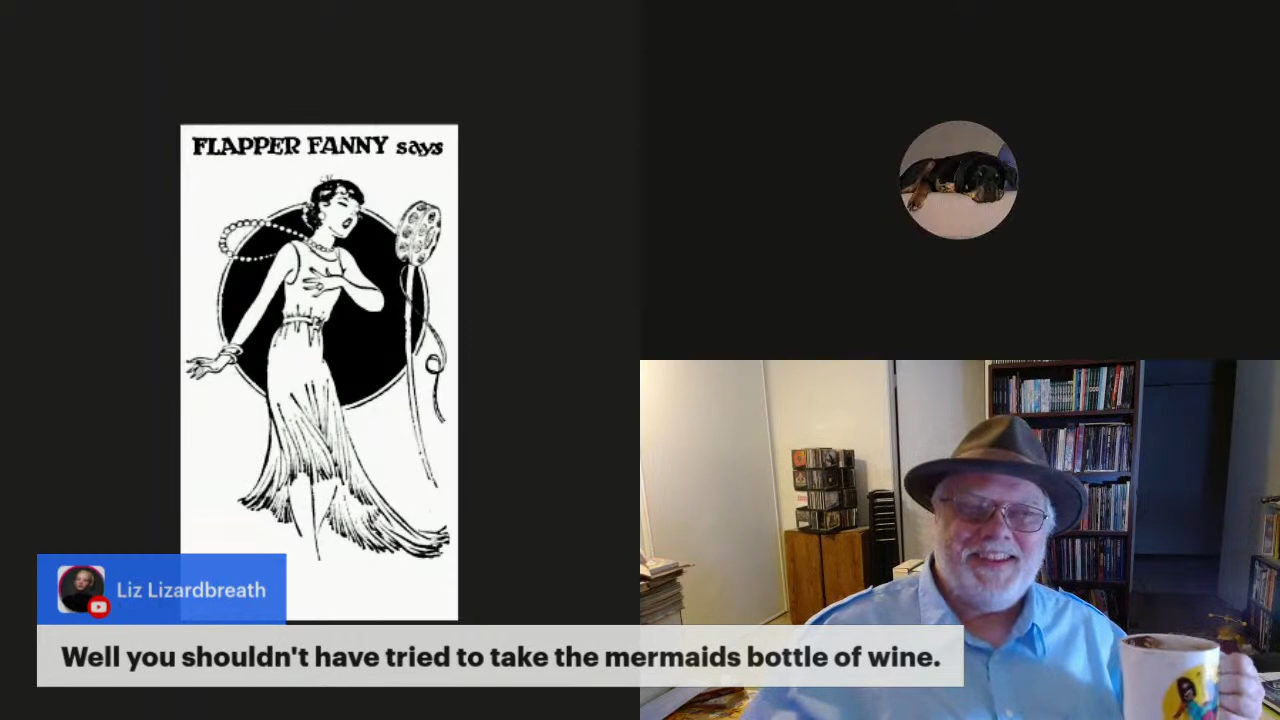 FLAPPER FANNY says
Liz Lizardbreath
Well you shouldn't have tried to take the mermaids bottle of wine.